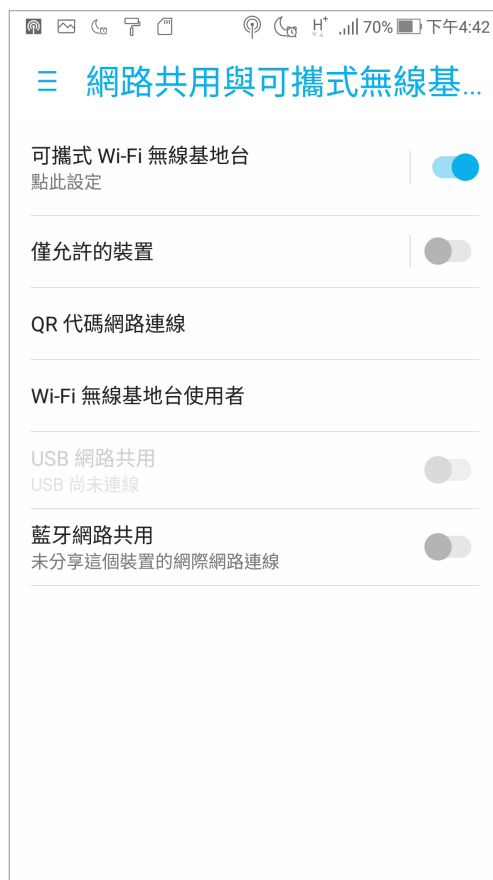 H+ 70% 下午4:42
網路共用與可攜式無線基...
可攜式 Wi-Fi 無線基地台
點此設定
僅允許的裝置
QR 代碼網路連線
Wi-Fi 無線基地台使用者
USB 網路共用
USB 尚未連線
藍牙網路共用
未分享這個裝置的網際網路連線